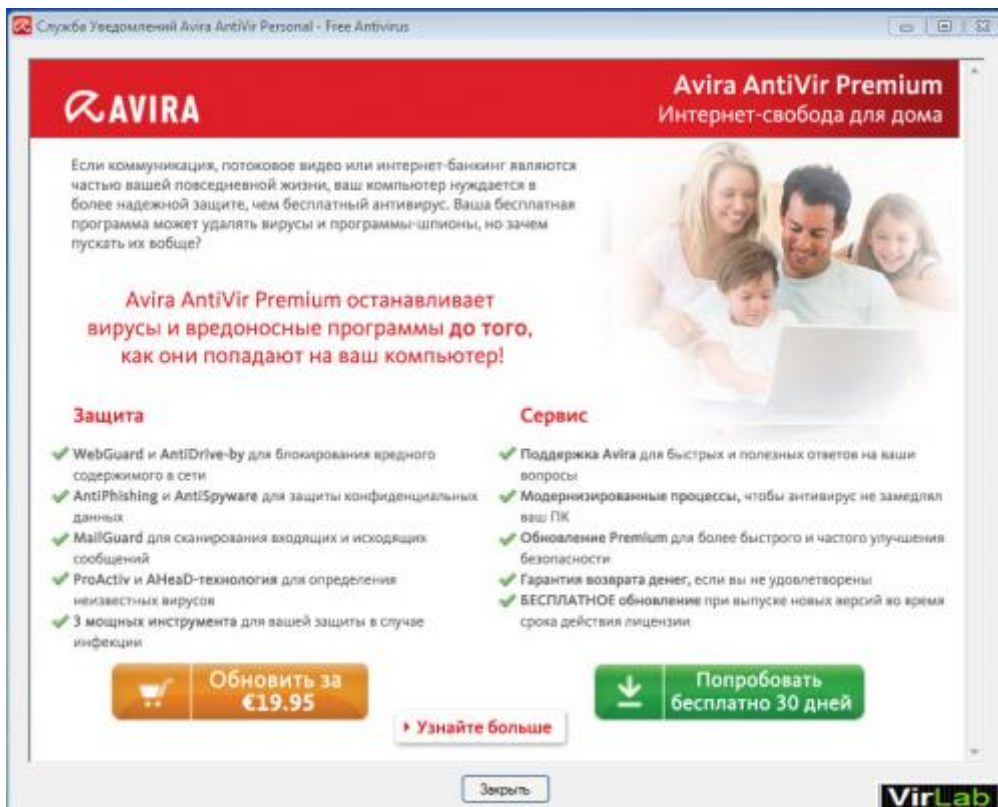 Служба Уведомлений Avira AntiVir Personal - Free Antivirus
AVIRA
Avira AntiVir Premium
Интернет-свобода для дома
Если коммуникация, потоковое видео или интернет-банкинг являются
частью вашей повседневной жизни, ваш компьютер нуждается в
более надежной защите, чем бесплатный антивирус. Ваша бесплатная
программа может удалять вирусы и программы-шпионы, но зачем
пускать их вобще?
Avira AntiVir Premium останавливает
вирусы и вредоносные программы до того,
как они попадают на ваш компьютер!
Защита
WebGuard и AntiDrive-by для блокирования вредного
содержимого в сети
AntiPhishing и AntiSpyware для защиты конфиденциальных
данных
MailGuard для сканирования входящих и исходящих
сообщений
ProActiv и AHeaD-технология для определения
неизвестных вирусов
3 мощных инструмента для вашей защиты в случае
инфекции
Сервис
Поддержка Avira для быстрых и полезных ответов на ваши
вопросы
Модернизированные процессы, чтобы антивирус не замедлял
ваш ПК
Обновление Premium для более быстрого и частого улучшения
безопасности
Гарантия возврата денег, если вы не удовлетворены
БЕСПЛАТНОЕ обновление при выпуске новых версий во время
срока действия лицензии
Обновить за
€19.95
Попробовать
бесплатно 30 дней
Узнайте больше
Закрыть
VirLab